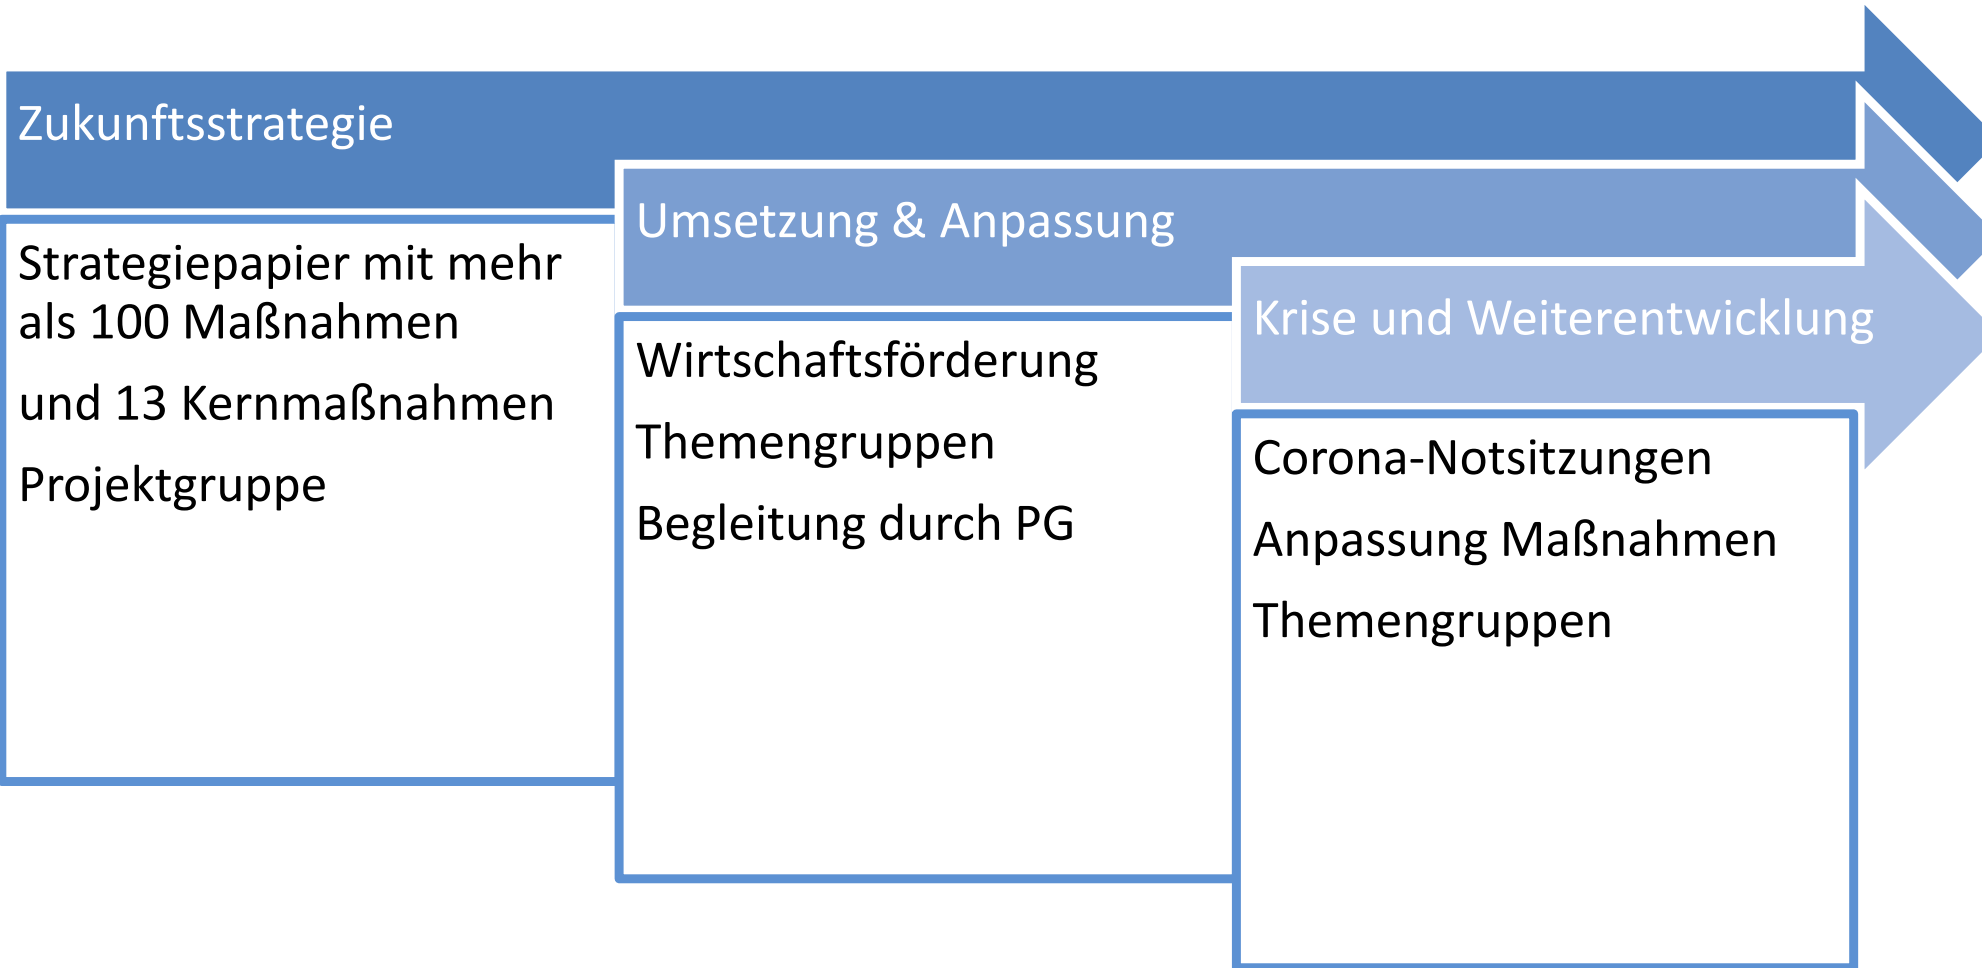 Zukunftsstrategie
Strategiepapier mit mehr
als 100 Maßnahmen
und 13 Kernmaßnahmen
Projektgruppe
Umsetzung & Anpassung
Wirtschaftsförderung
Themengruppen
Begleitung durch PG
Krise und Weiterentwicklung
Corona-Notsitzungen
Anpassung Maßnahmen
Themengruppen